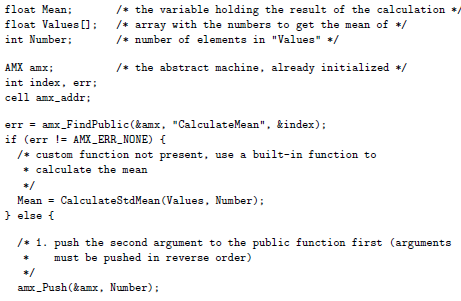 float Mean; /* the variable holding the result of the calculation */
float Values[]; /* array with the numbers to get the mean of */
int Number; /* number of elements in "Values" */
AMX amx; /* the abstract machine, already initialized */
int index, err;
cell amx_addr;
err = amx_FindPublic(&amx, "CalculateMean", &index);
if (err != AMX_ERR_NONE) {
/* custom function not present, use a built-in function to
* calculate the mean
*/
Mean = CalculateStdMean(Values, Number);
} else {
/* 1. push the second argument to the public function first (arguments
* must be pushed in reverse order)
*/
amx_Push(&amx, Number);